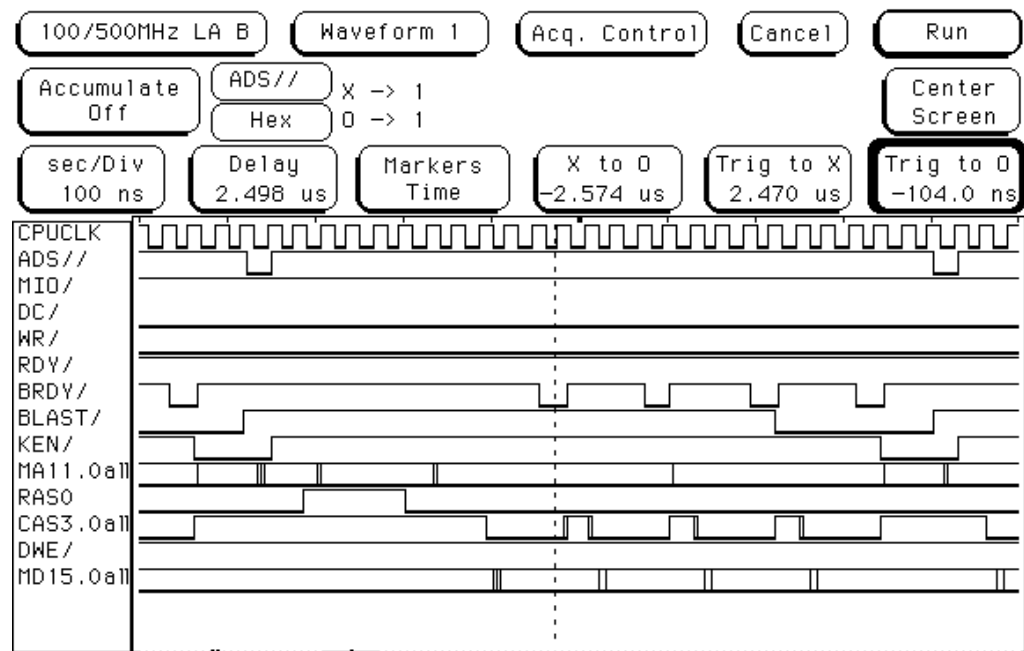 100/500MHz LA B Waveform 1 Acq. Control Cancel Run
Accumulate Off
ADS//
X -> 1
Hex
O -> 1
Center Screen
sec/Div 100 ns
Delay 2.498 us
Markers Time
X to O -2.574 us
Trig to X 2.470 us
Trig to O -104.0 ns
CPUCLK
ADS//
MIO/
DC/
WR/
RDY/
BRDY/
BLAST/
KEN/
MA11.0all
RAS0
CAS3.0all
DWE/
MD15.0all